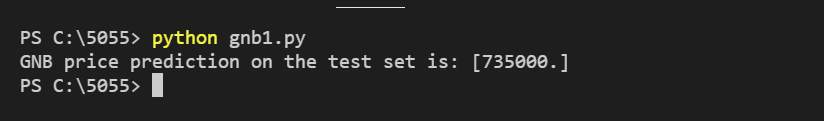 PS C:\5055> python gnb1.py
GNB price prediction on the test set is: [735000.]
PS C:\5055>